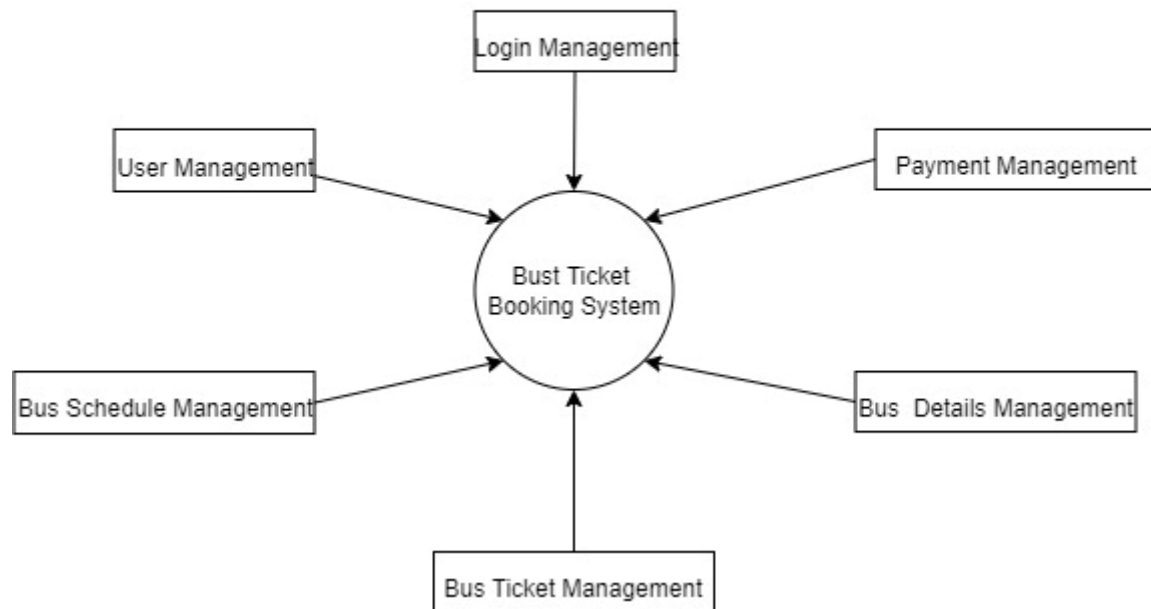 Login Management
User Management
Payment Management
Bust Ticket
Booking System
Bus Schedule Management
Bus Details Management
Bus Ticket Management